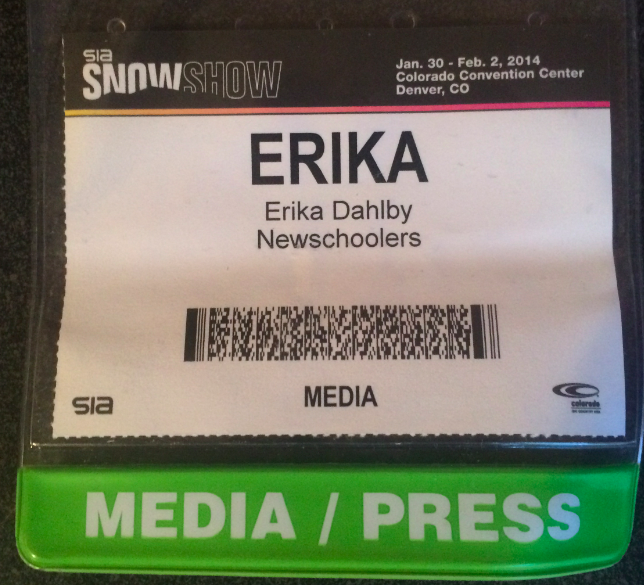 sia
SNOWSHOW
Jan. 30 - Feb. 2, 2014
Colorado Convention Center
Denver, CO
ERIKA
Erika Dahlby
Newschoolers
MEDIA
sia
colorado
MEDIA / PRESS